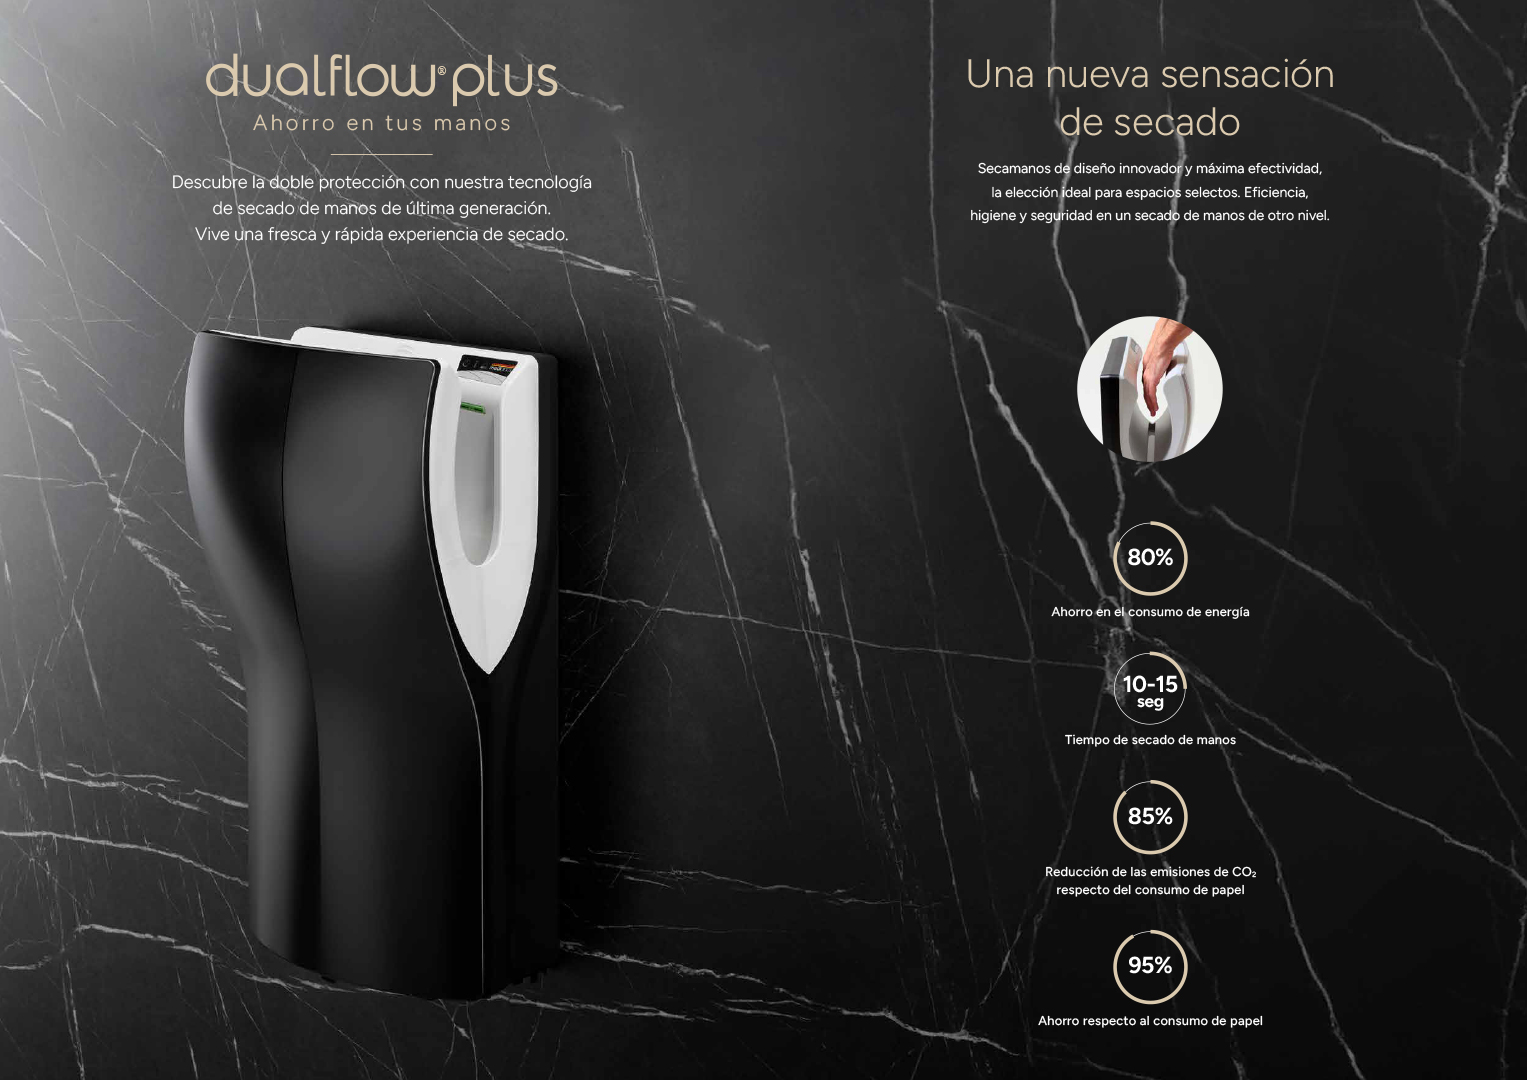 dualflow® plus
Ahorro en tus manos
Descubre la doble protección con nuestra tecnología
de secado de manos de última generación.
Vive una fresca y rápida experiencia de secado.
Una nueva sensación
de secado
Secamanos de diseño innovador y máxima efectividad,
la elección ideal para espacios selectos. Eficiencia,
higiene y seguridad en un secado de manos de otro nivel.
80%
Ahorro en el consumo de energía
10-15
seg
Tiempo de secado de manos
85%
Reducción de las emisiones de CO₂
respecto del consumo de papel
95%
Ahorro respecto al consumo de papel